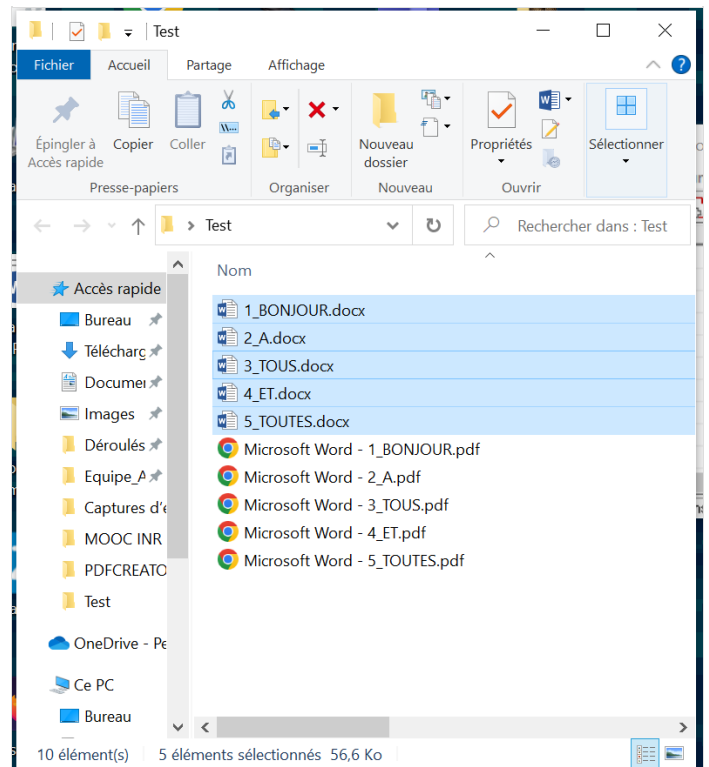 Test
Fichier Accueil Partage Affichage
Épingler à Accès rapide
Copier
Coller
Nouveau dossier
Propriétés
Sélectionner
Presse-papiers Organiser Nouveau Ouvrir
Test
Rechercher dans : Test
Nom
Accès rapide
Bureau
Télécharg
Documei
Images
Déroulés
Equipe_A
Captures d'é
MOOC INR
PDFCREATO
Test
OneDrive - Pe
Ce PC
Bureau
1_BONJOUR.docx
2_A.docx
3_TOUS.docx
4_ET.docx
5_TOUTES.docx
Microsoft Word - 1_BONJOUR.pdf
Microsoft Word - 2_A.pdf
Microsoft Word - 3_TOUS.pdf
Microsoft Word - 4_ET.pdf
Microsoft Word - 5_TOUTES.pdf
10 élément(s) 5 éléments sélectionnés 56,6 Ko